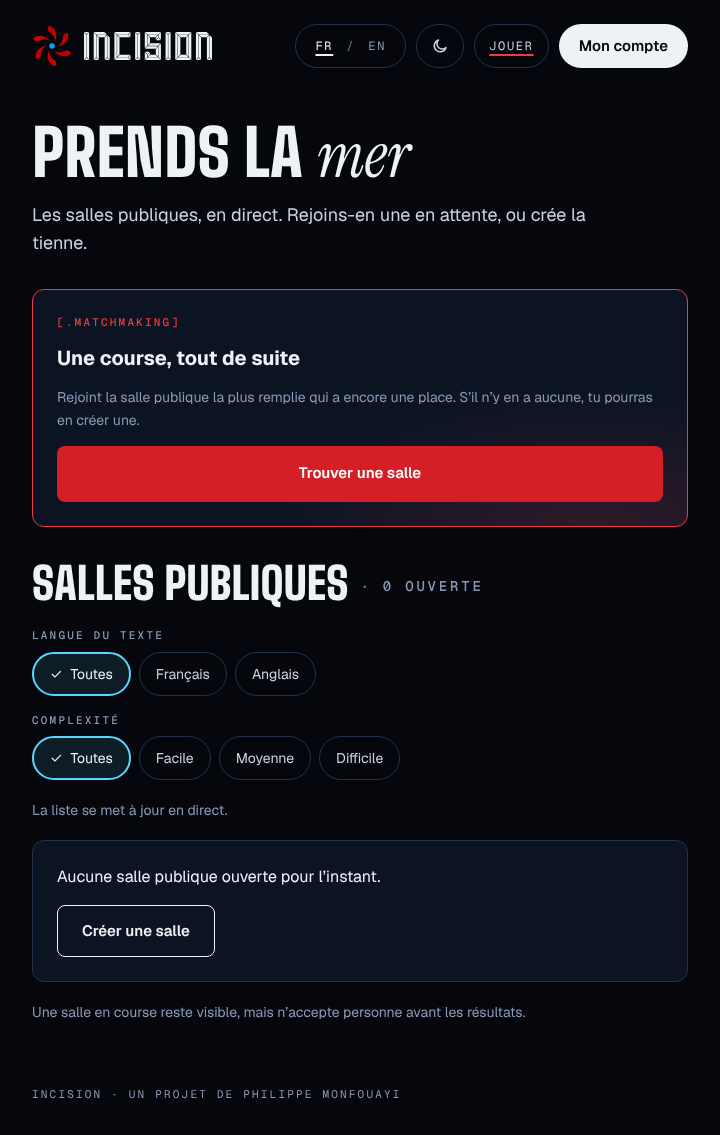 INCISION
FR / EN
JOUER
Mon compte
PRENDS LA mer
Les salles publiques, en direct. Rejoins-en une en attente, ou crée la
tienne.
[.MATCHMAKING]
Une course, tout de suite
Rejoint la salle publique la plus remplie qui a encore une place. S’il n’y en a aucune, tu pourras
en créer une.
Trouver une salle
SALLES PUBLIQUES · 0 OUVERTE
LANGUE DU TEXTE
Toutes Français Anglais
COMPLEXITÉ
Toutes Facile Moyenne Difficile
La liste se met à jour en direct.
Aucune salle publique ouverte pour l’instant.
Créer une salle
Une salle en course reste visible, mais n’accepte personne avant les résultats.
INCISION · UN PROJET DE PHILIPPE MONFOUAYI